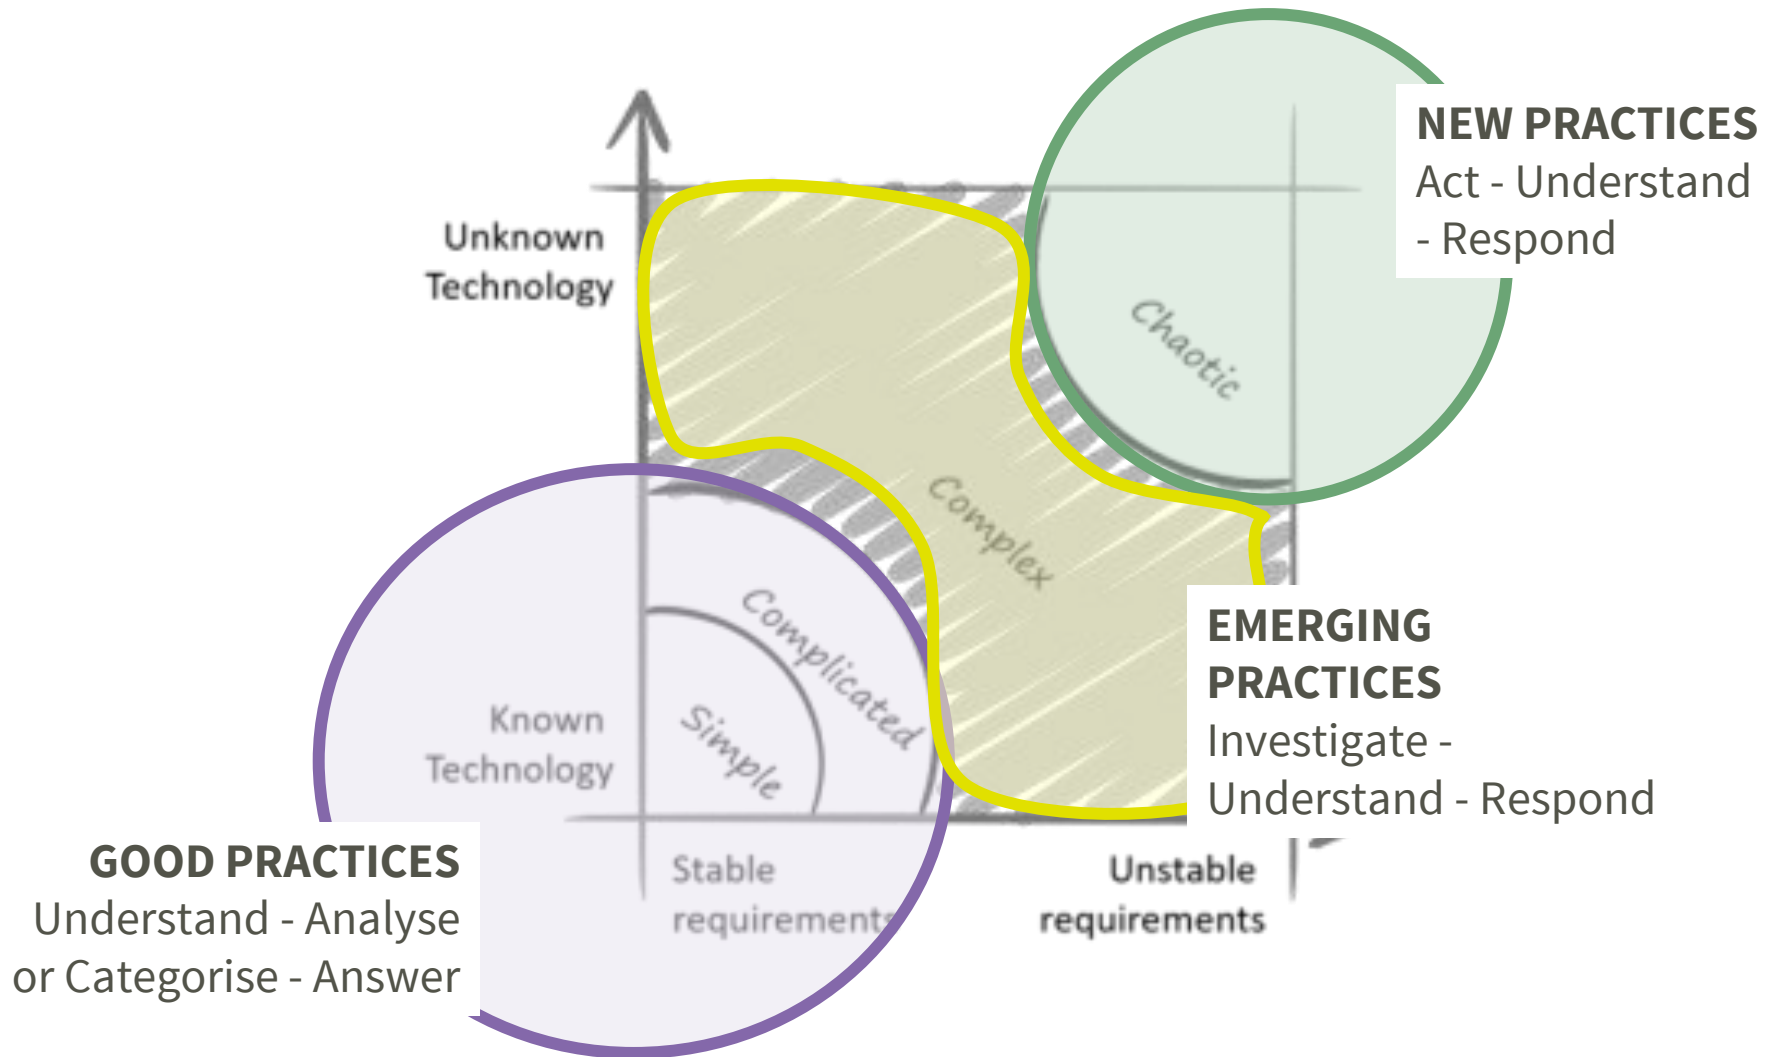 NEW PRACTICES
Act - Understand
- Respond
Unknown
Technology
Chaotic
Complex
Complicated
Simple
EMERGING
PRACTICES
Investigate -
Understand - Respond
Known
Technology
GOOD PRACTICES
Understand - Analyse
or Categorise - Answer
Stable
requirements
Unstable
requirements